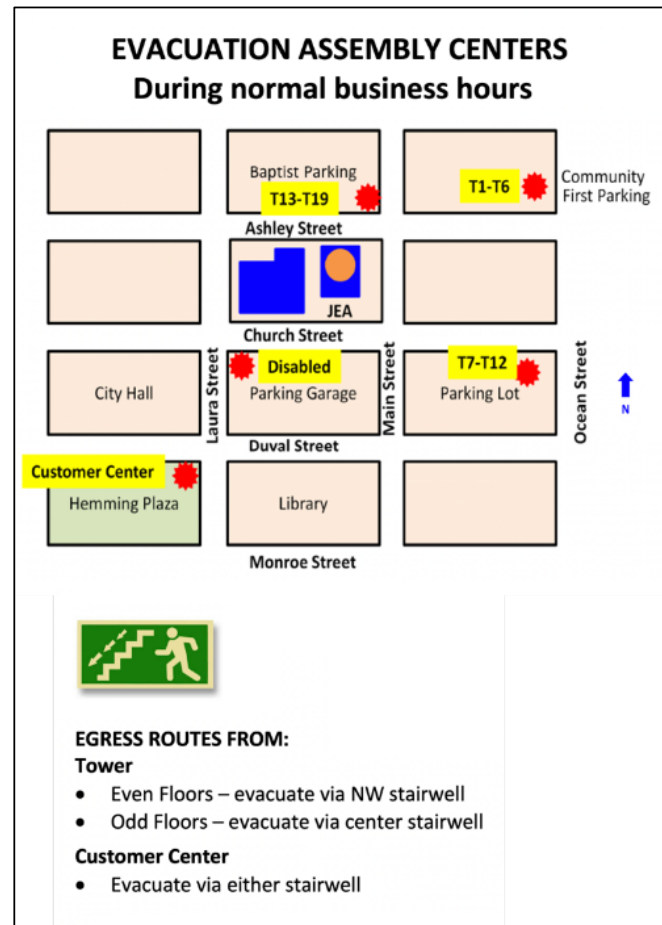 EVACUATION ASSEMBLY CENTERS
During normal business hours
Baptist Parking
T13-T19
T1-T6
Community
First Parking
Ashley Street
JEA
Church Street
Laura Street
Disabled
Parking Garage
Main Street
T7-T12
Parking Lot
Ocean Street
City Hall
N
Duval Street
Customer Center
Hemming Plaza
Library
Monroe Street
EGRESS ROUTES FROM:
Tower
• Even Floors – evacuate via NW stairwell
• Odd Floors – evacuate via center stairwell
Customer Center
• Evacuate via either stairwell